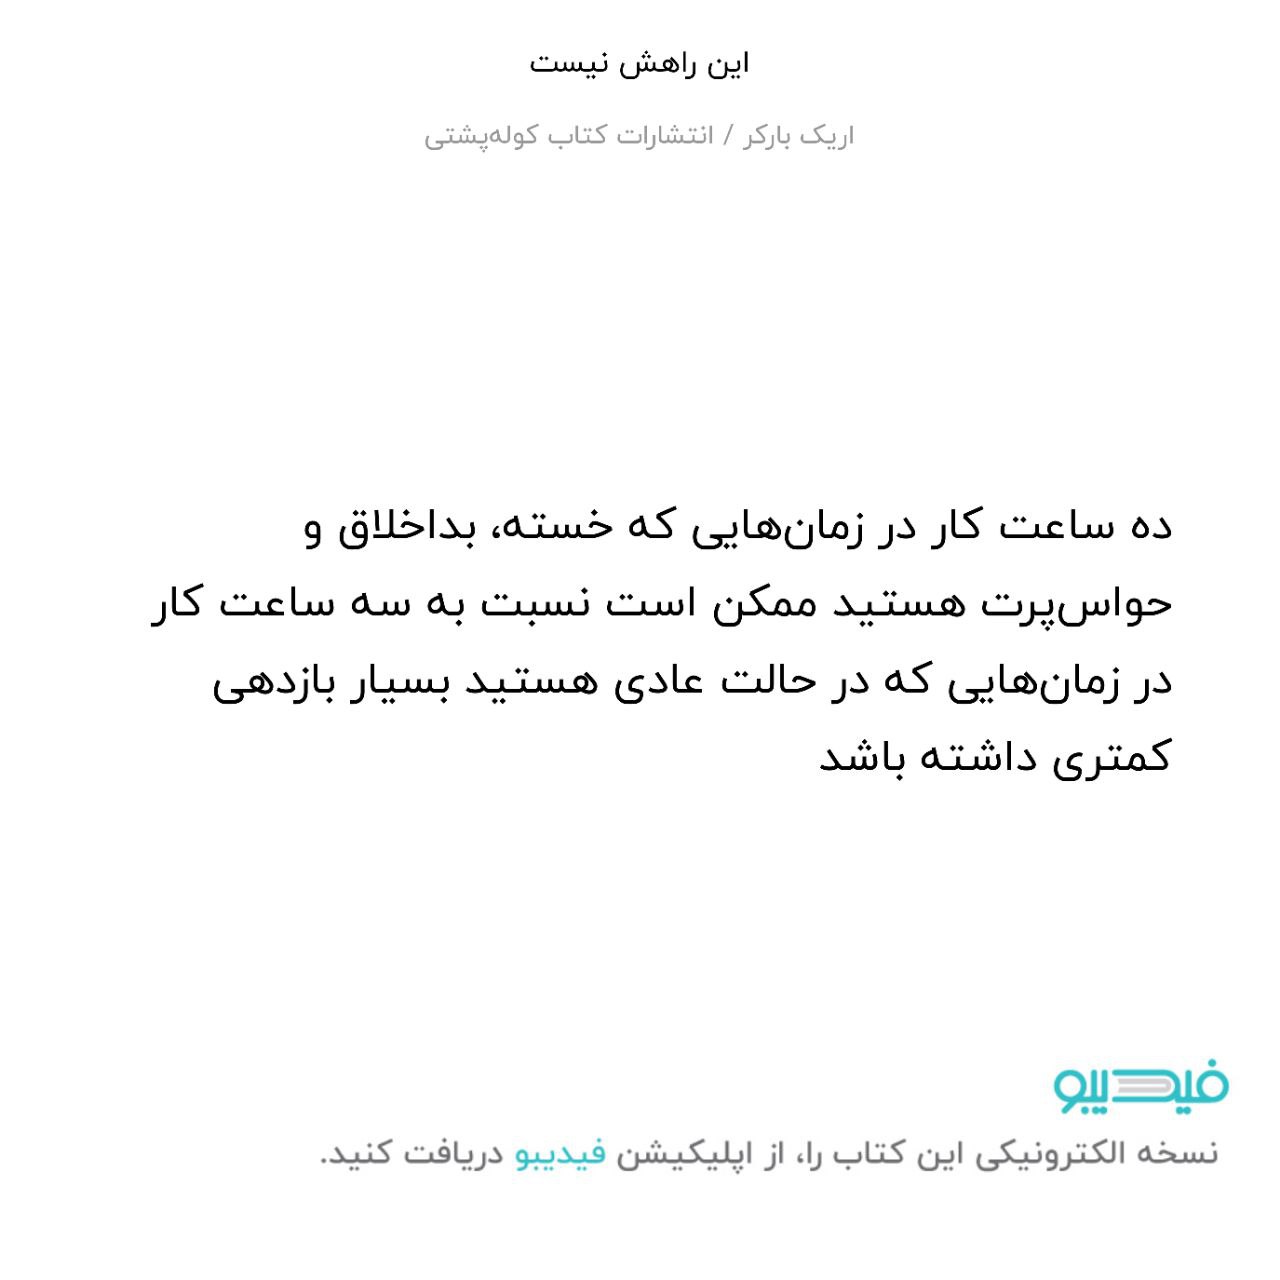 این راهش نیست
اریک بارکر / انتشارات کتاب کوله‌پشتی
ده ساعت کار در زمان‌هایی که خسته، بداخلاق و
حواس‌پرت هستید ممکن است نسبت به سه ساعت کار
در زمان‌هایی که در حالت عادی هستید بسیار بازدهی
کمتری داشته باشد
فیدیبو
نسخه الکترونیکی این کتاب را، از اپلیکیشن فیدیبو دریافت کنید.